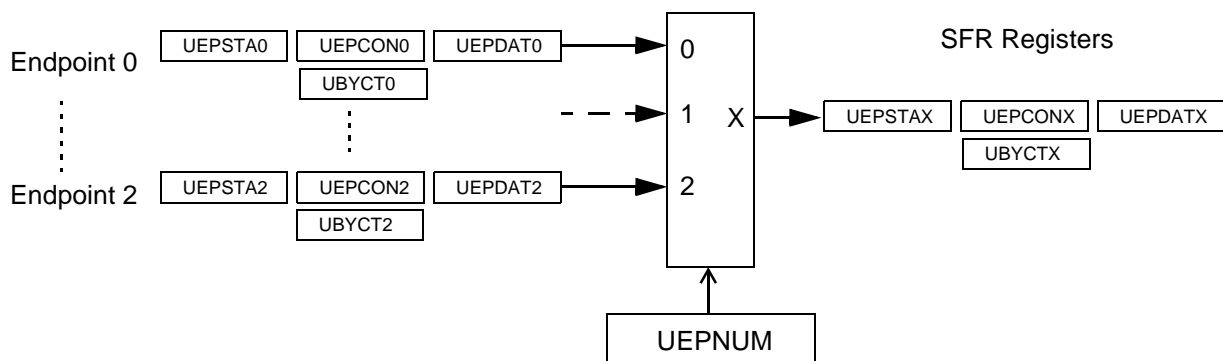 Endpoint 0
UEPSTA0 UEPCON0 UEPDAT0
UBYCT0
0
SFR Registers
1
X
UEPSTAX UEPCONX UEPDATX
UBYCTX
Endpoint 2
UEPSTA2 UEPCON2 UEPDAT2
UBYCT2
2
UEPNUM